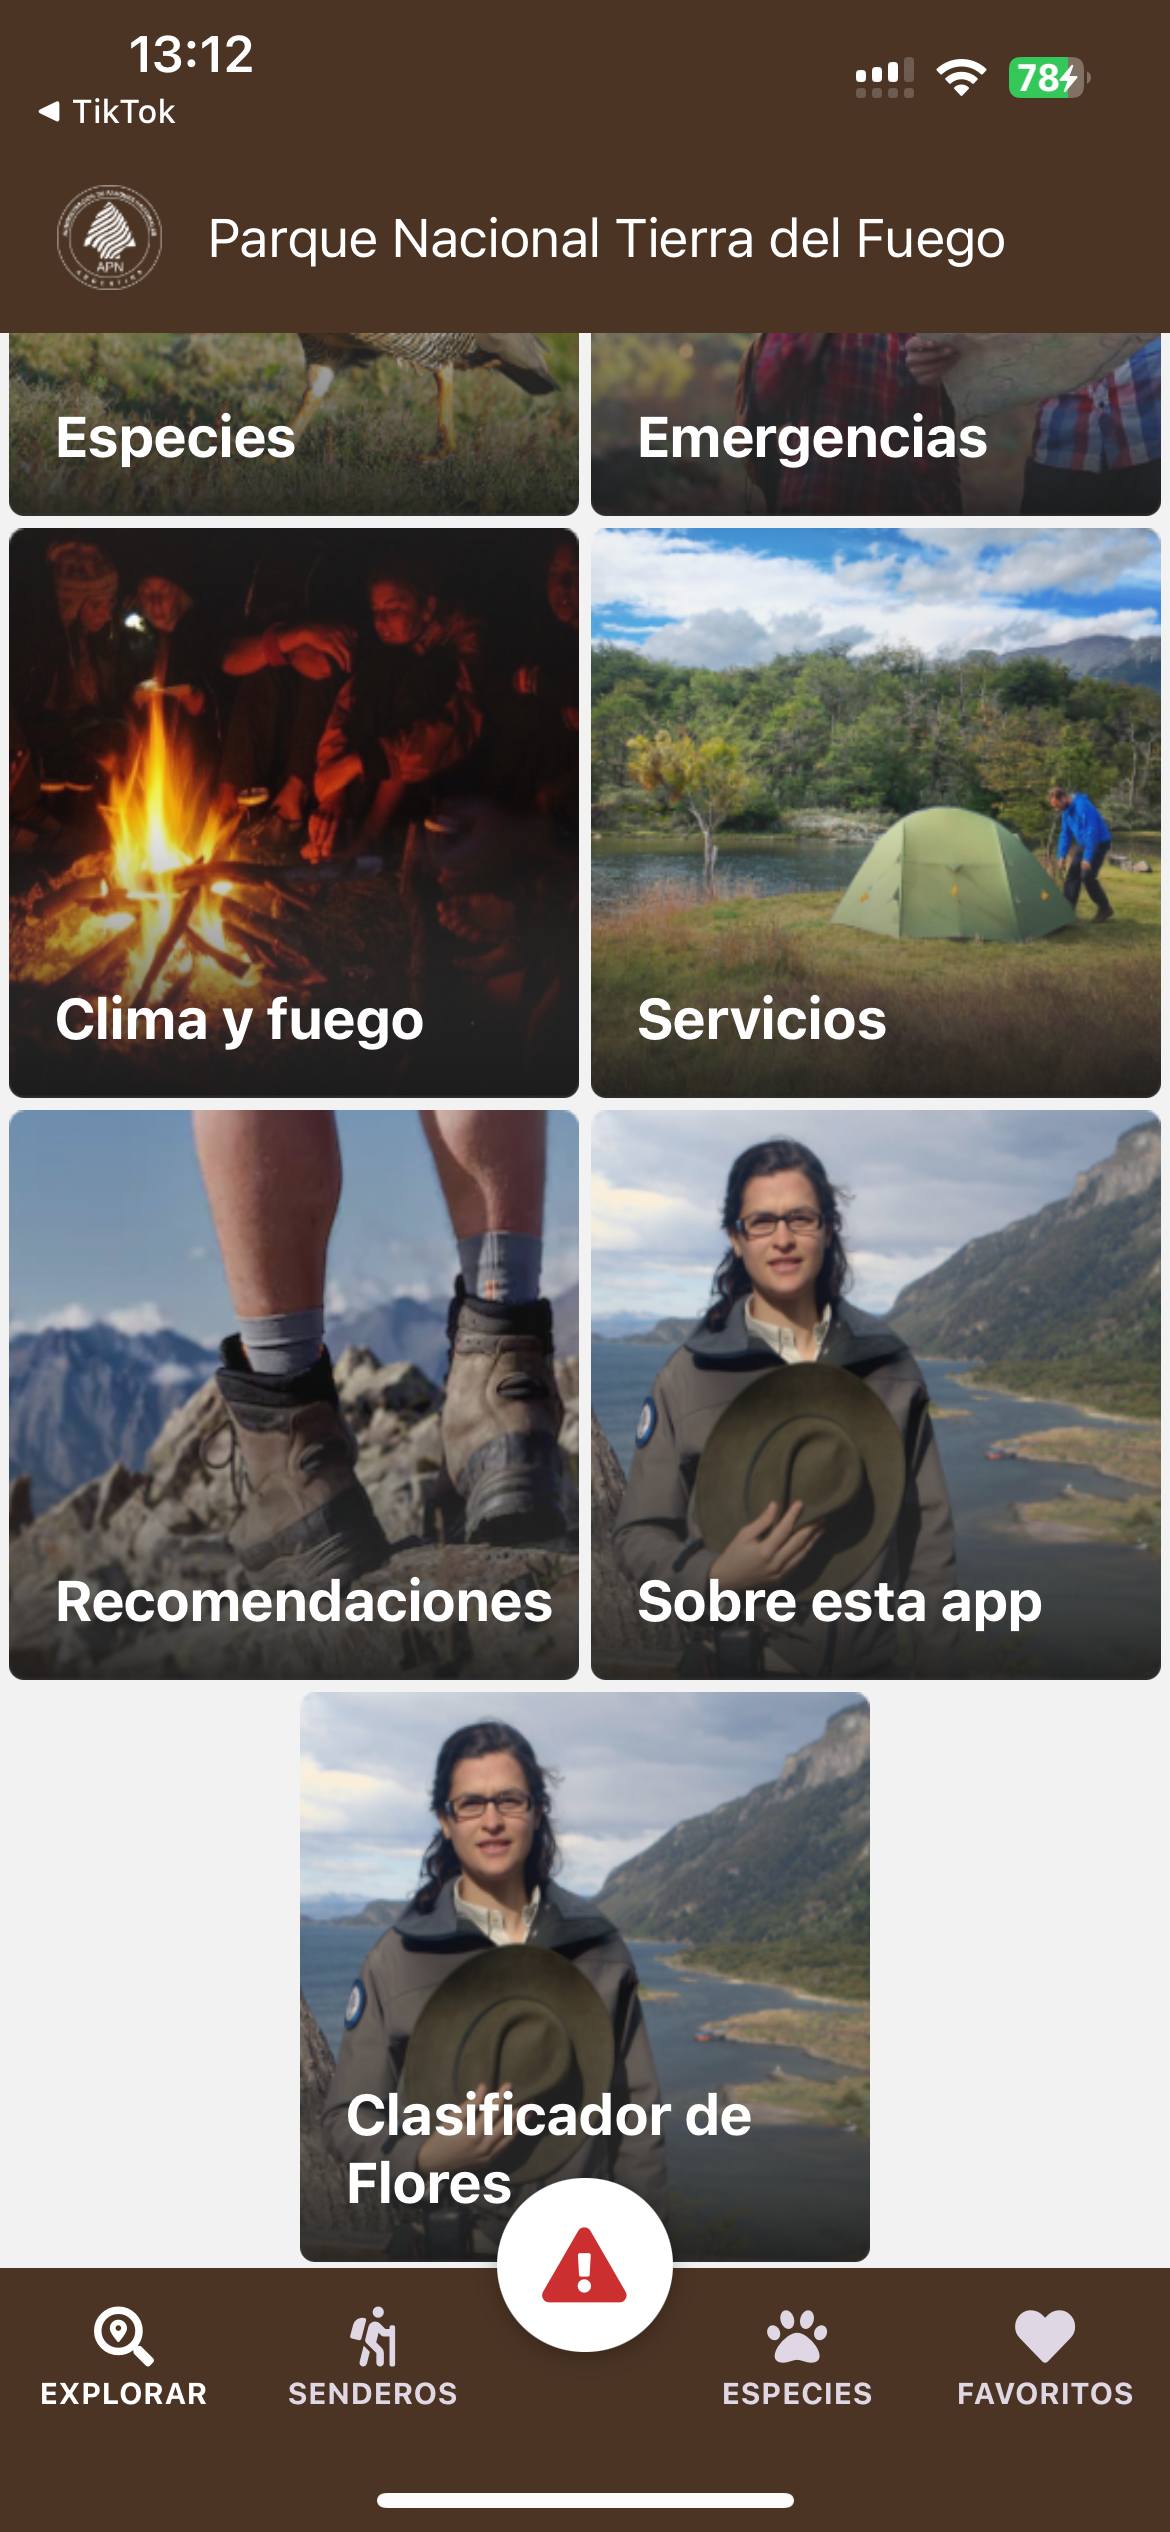 13:12
78
TikTok
APN
Parque Nacional Tierra del Fuego
Especies
Emergencias
Clima y fuego
Servicios
Recomendaciones
Sobre esta app
Clasificador de
Flores
EXPLORAR
SENDEROS
ESPECIES
FAVORITOS